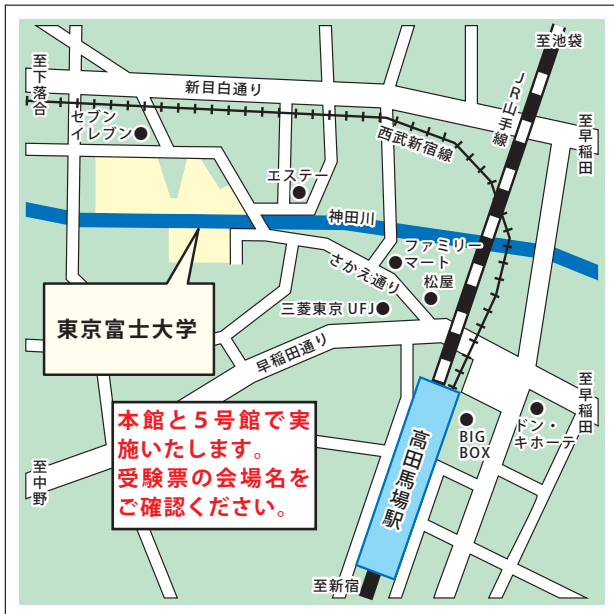 至池袋
JR山手線
至下落合
新目白通り
セブン
イレブン
西武新宿線
至早稲田
エステー
神田川
ファミリー
マート
さかえ通り
松屋
三菱東京UFJ
東京富士大学
早稲田通り
至早稲田
本館と5号館で実
施いたします。
受験票の会場名を
ご確認ください。
BIG
BOX
ドン・
キホーテ
高田馬場駅
至中野
至新宿